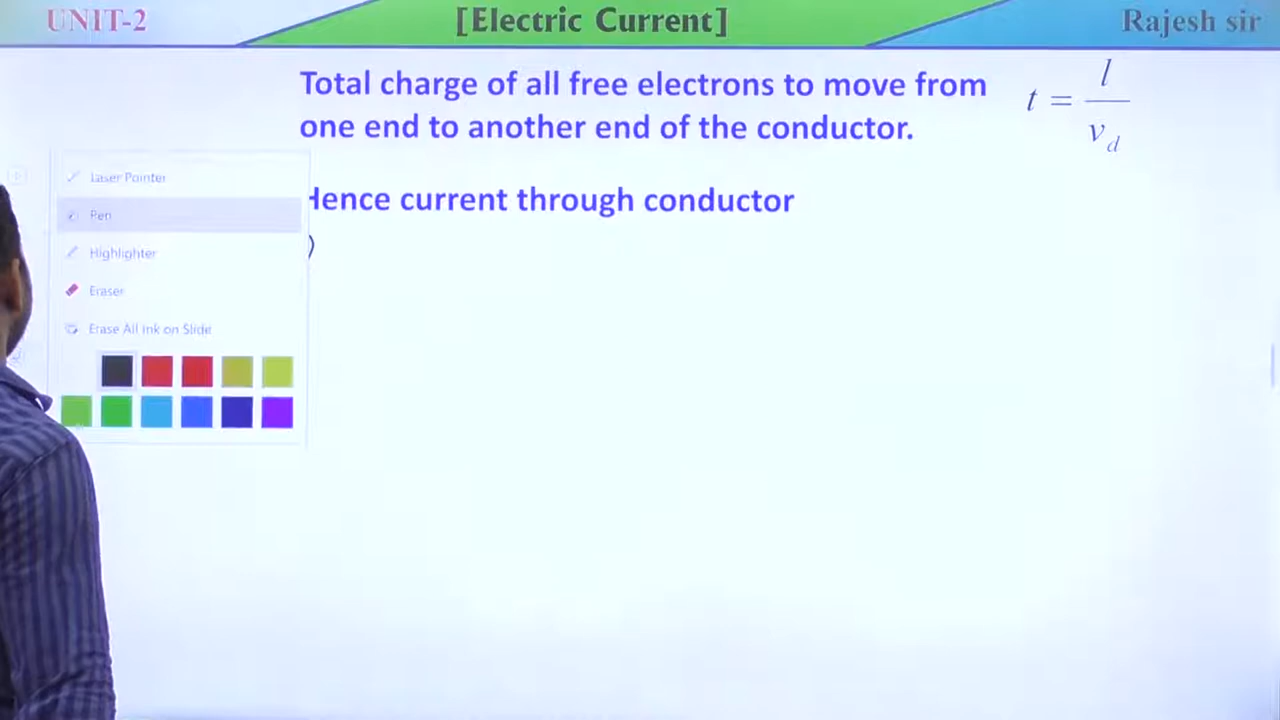 UNIT-2
[Electric Current]
Rajesh sir
Total charge of all free electrons to move from
one end to another end of the conductor.
t = l / v_d
Hence current through conductor
)
Laser Pointer
Pen
Highlighter
Eraser
Erase All Ink on Slide